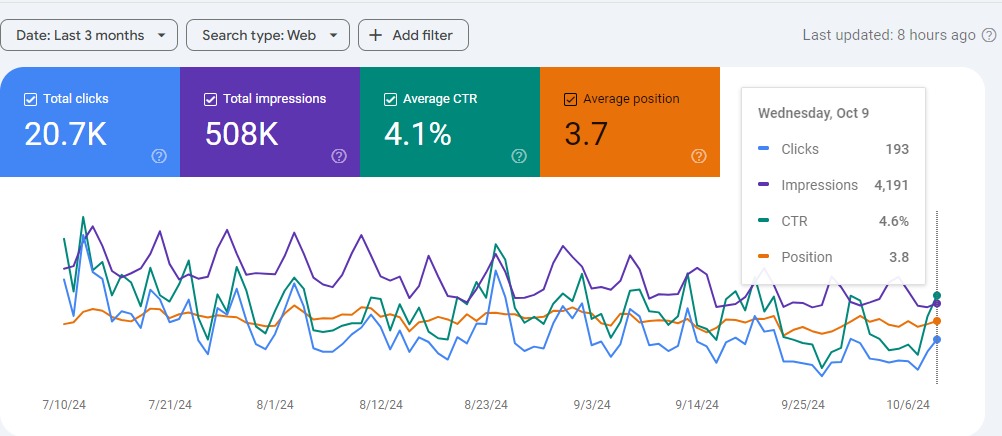 Date: Last 3 months
Search type: Web
+ Add filter
Last updated: 8 hours ago
Total clicks
20.7K
Total impressions
508K
Average CTR
4.1%
Average position
3.7
Wednesday, Oct 9
Clicks 193
Impressions 4,191
CTR 4.6%
Position 3.8
7/10/24 7/21/24 8/1/24 8/12/24 8/23/24 9/3/24 9/14/24 9/25/24 10/6/24